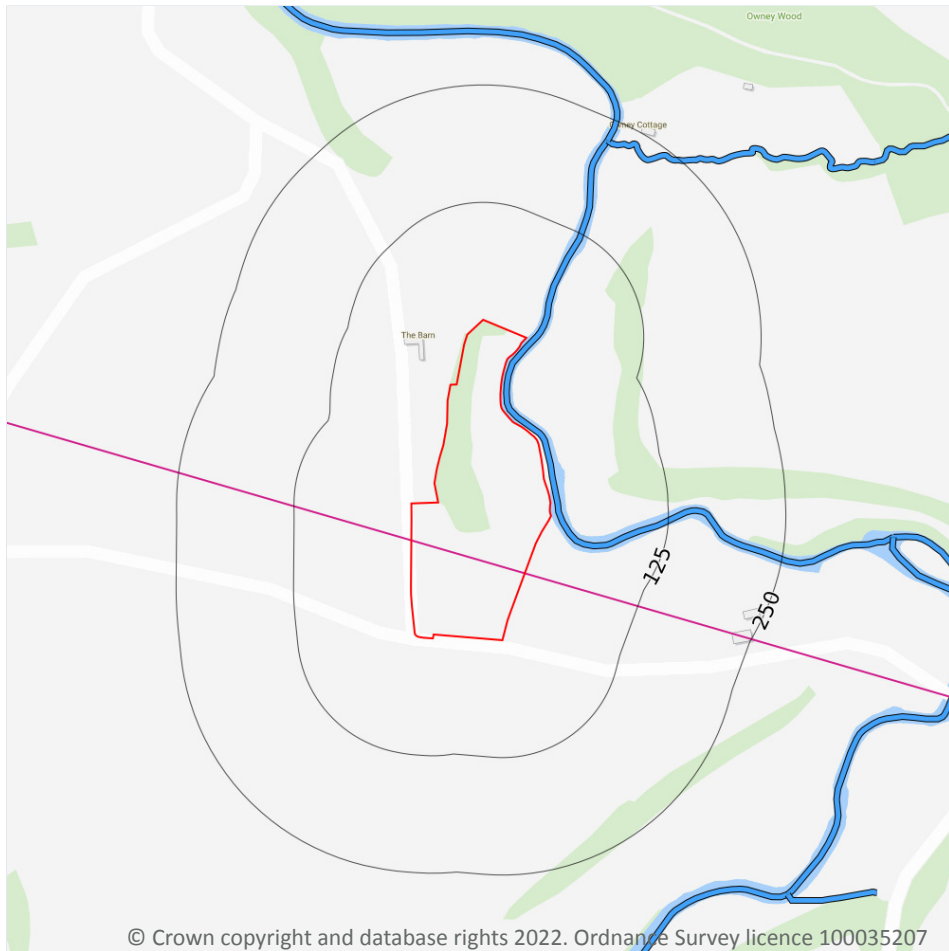 Owney Wood
Owney Cottage
The Barn
125
250
© Crown copyright and database rights 2022. Ordnance Survey licence 100035207